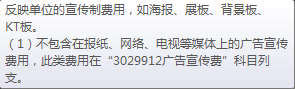 反映单位的宣传制费用，如海报、展板、背景板、
KT板。
（1）不包含在报纸、网络、电视等媒体上的广告宣传
费用，此类费用在“3029912广告宣传费”科目列
支。